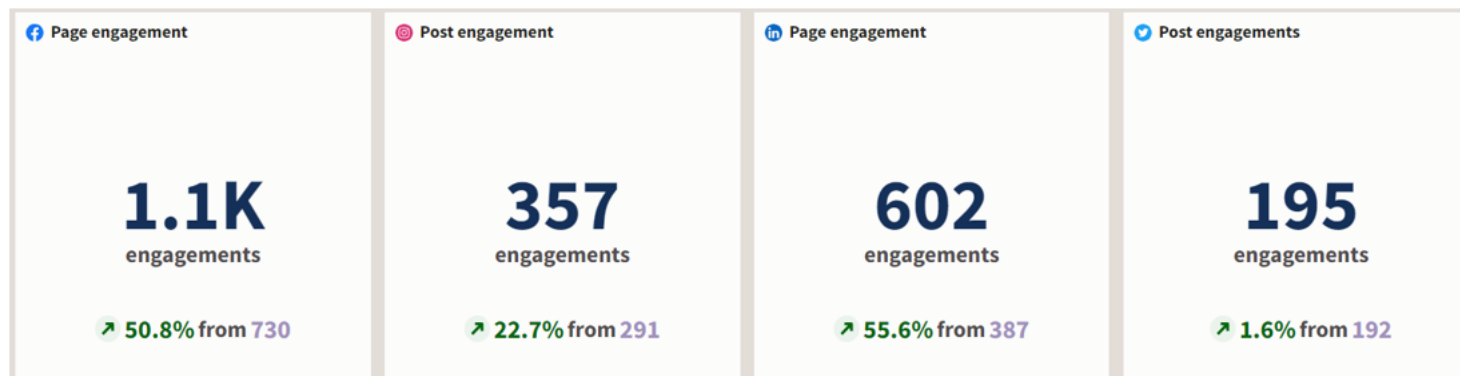 Page engagement
1.1K
engagements
50.8% from 730
Post engagement
357
engagements
22.7% from 291
in Page engagement
602
engagements
55.6% from 387
Post engagements
195
engagements
1.6% from 192